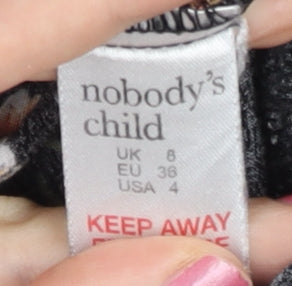 nobody's
child
UK 8
EU 36
USA 4
KEEP AWAY